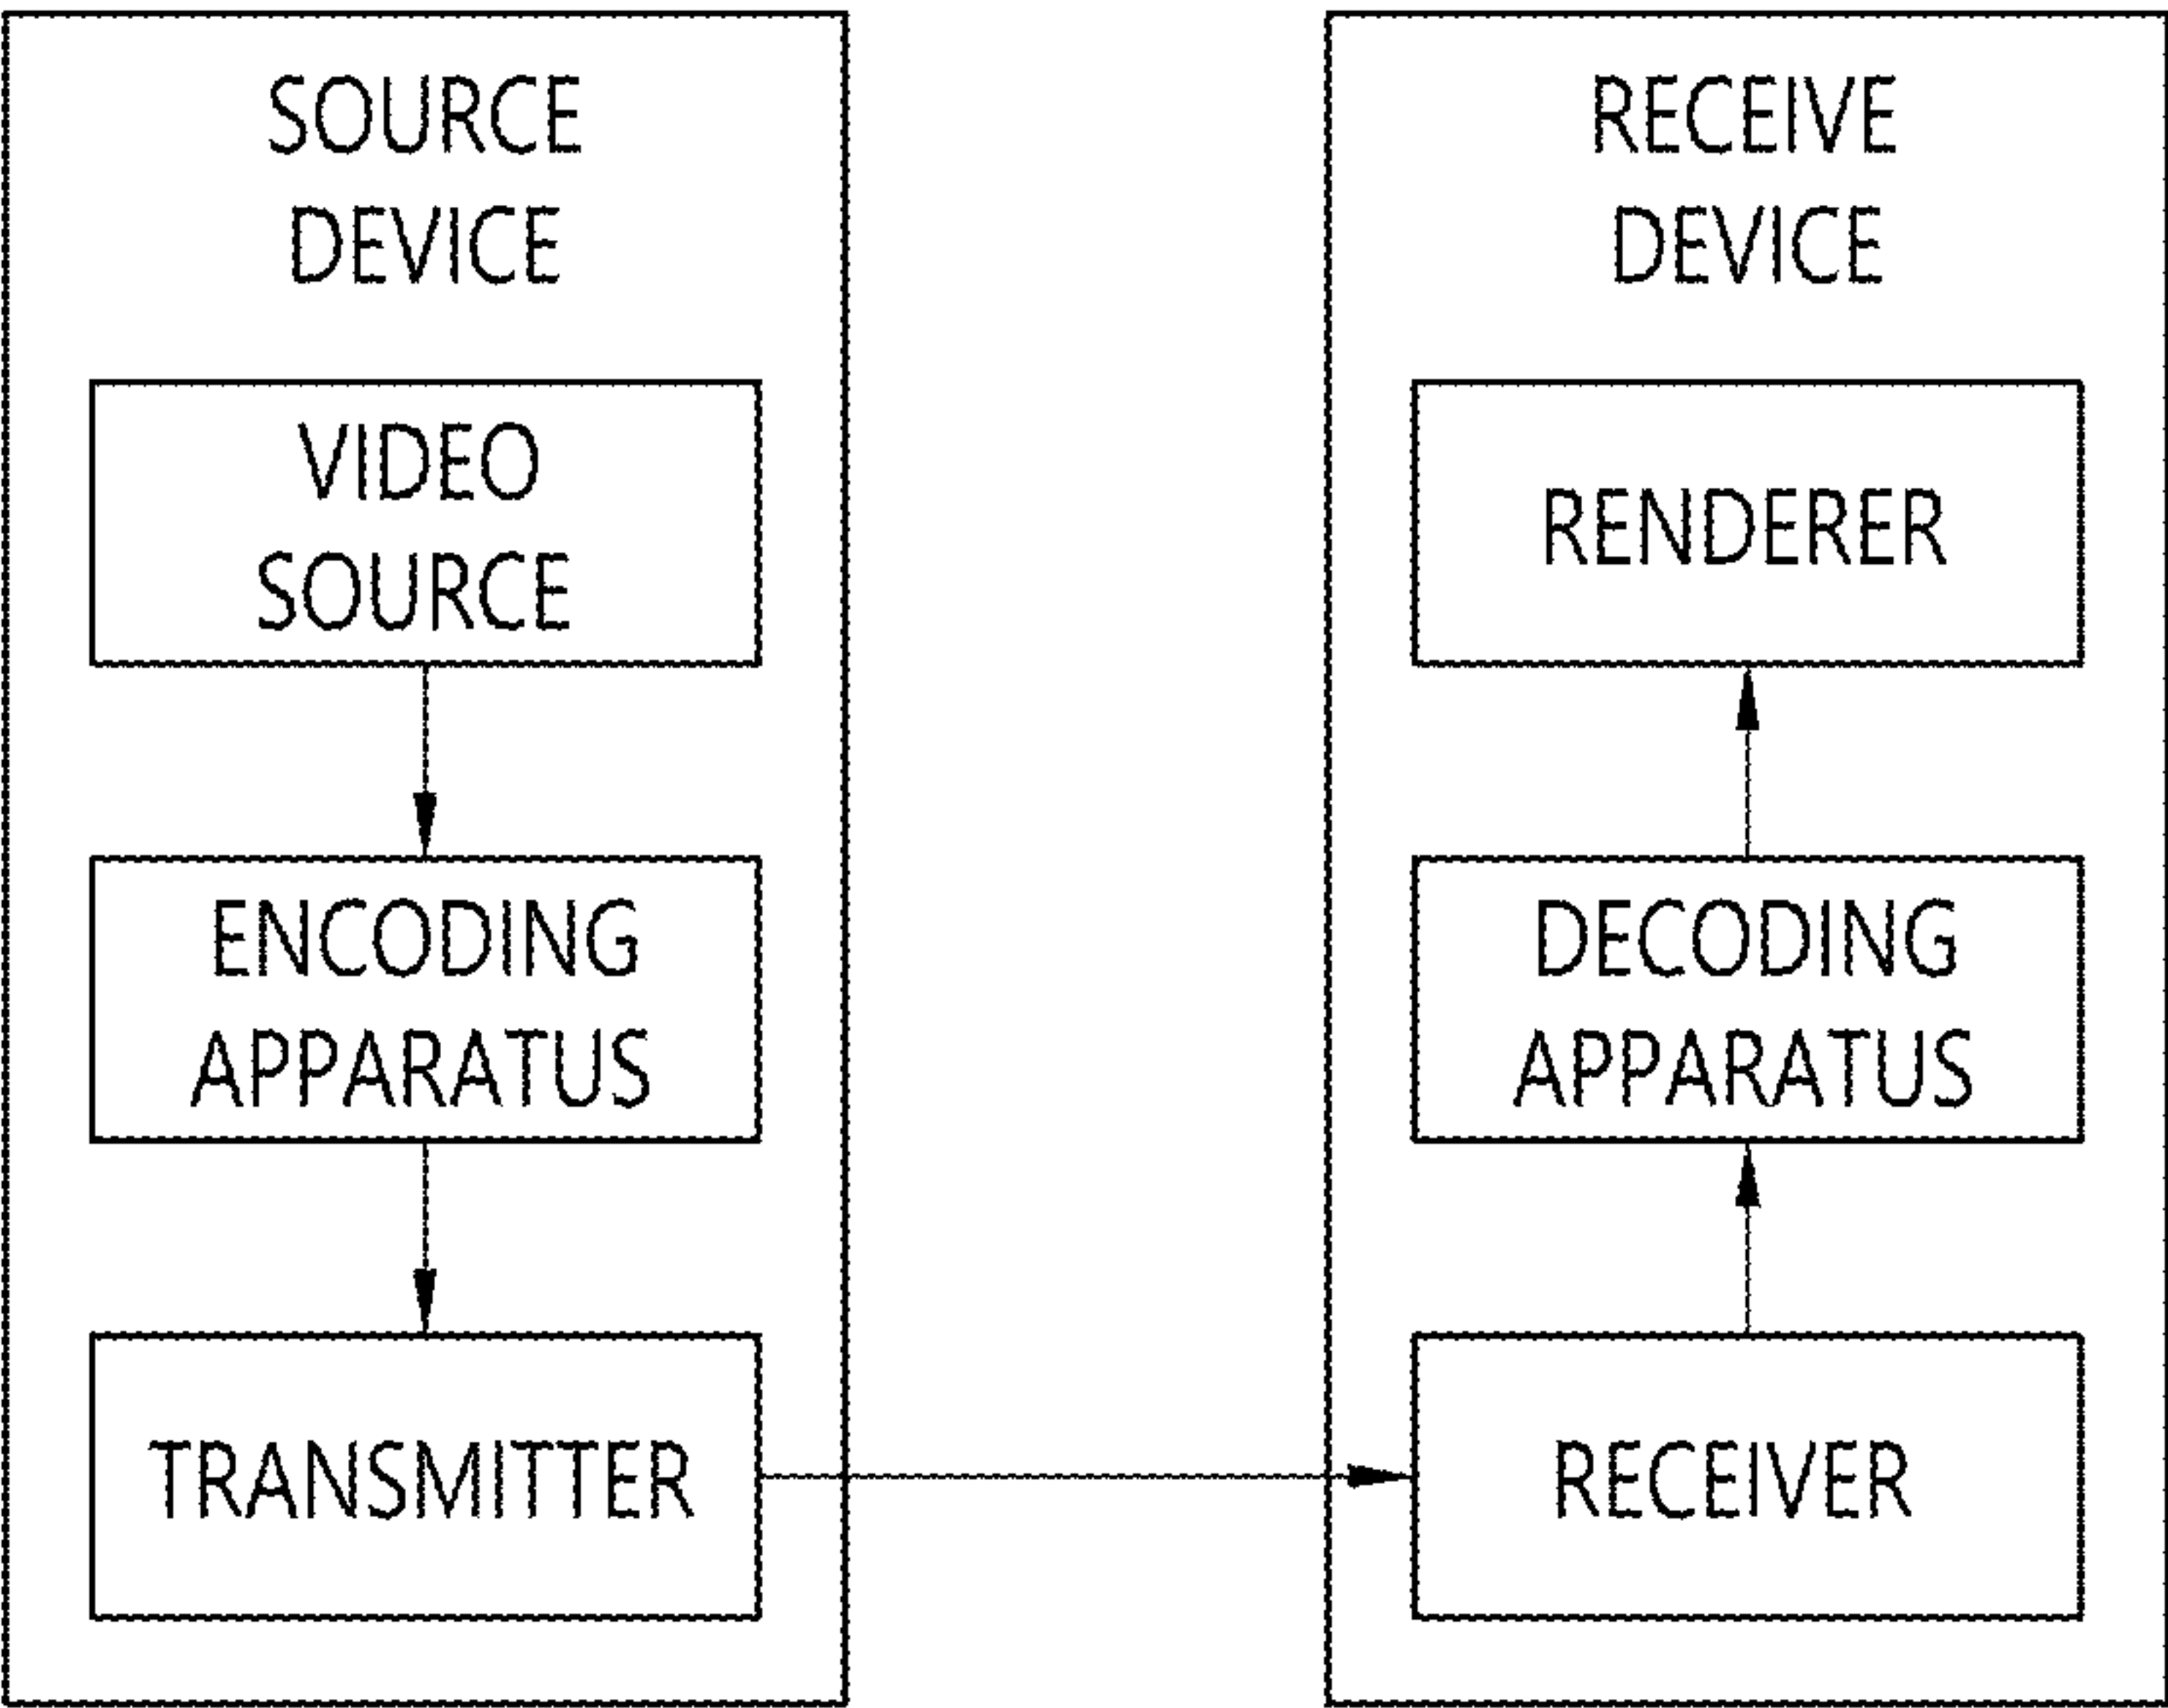 SOURCE
DEVICE
VIDEO
SOURCE
ENCODING
APPARATUS
TRANSMITTER
RECEIVE
DEVICE
RENDERER
DECODING
APPARATUS
RECEIVER